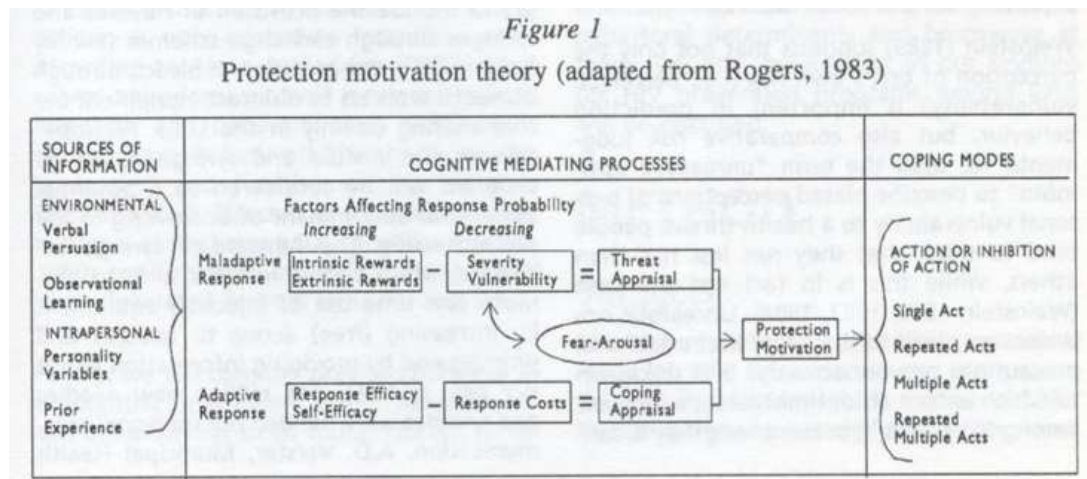 Figure 1
Protection motivation theory (adapted from Rogers, 1983)
SOURCES OF
INFORMATION
COGNITIVE MEDIATING PROCESSES
COPING MODES
ENVIRONMENTAL
Verbal
Persuasion
Observational
Learning
INTRAPERSONAL
Personality
Variables
Prior
Experience
Factors Affecting Response Probability
Increasing
Decreasing
Maladaptive
Response
Intrinsic Rewards
Extrinsic Rewards
–
Severity
Vulnerability
=
Threat
Appraisal
Fear-Arousal
Protection
Motivation
Adaptive
Response
Response Efficacy
Self-Efficacy
–
Response Costs
=
Coping
Appraisal
ACTION OR INHIBITION
OF ACTION
Single Act
Repeated Acts
Multiple Acts
Repeated
Multiple Acts